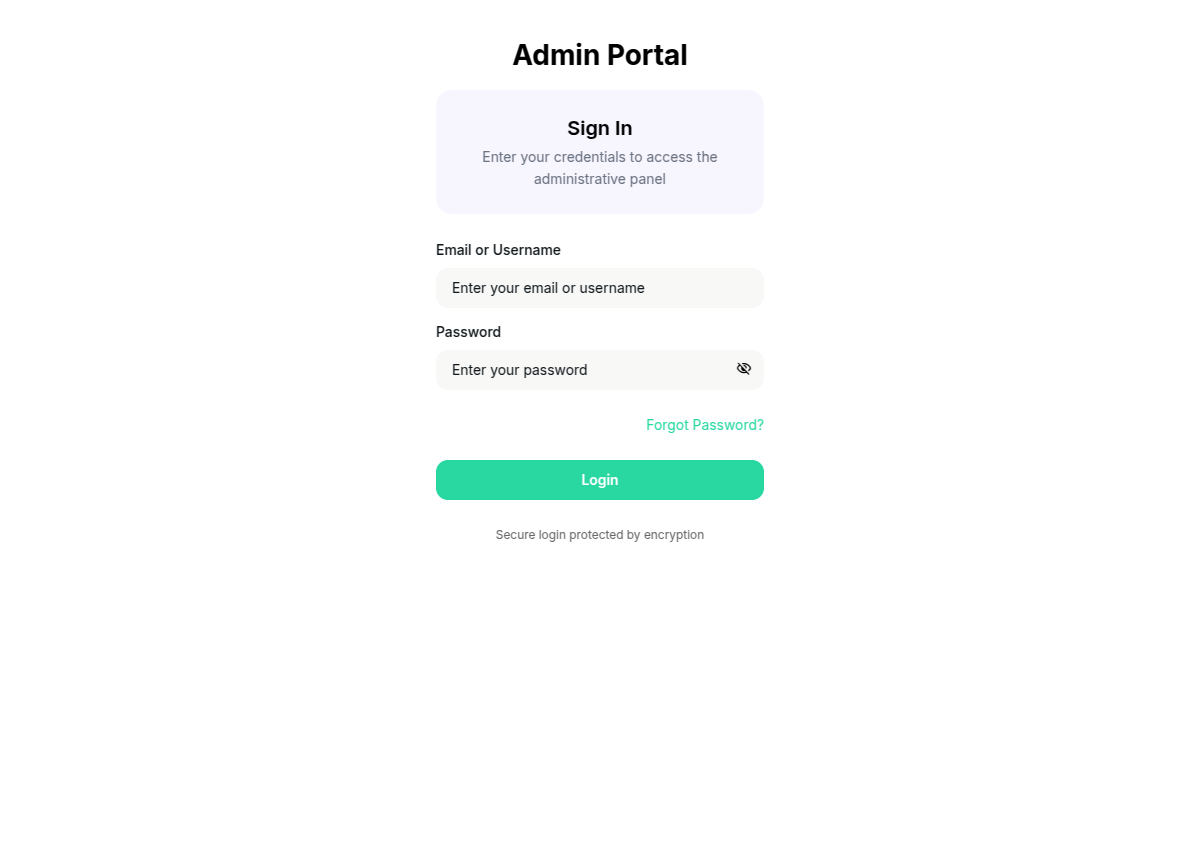 Admin Portal
Sign In
Enter your credentials to access the
administrative panel
Email or Username
Enter your email or username
Password
Enter your password
Forgot Password?
Login
Secure login protected by encryption